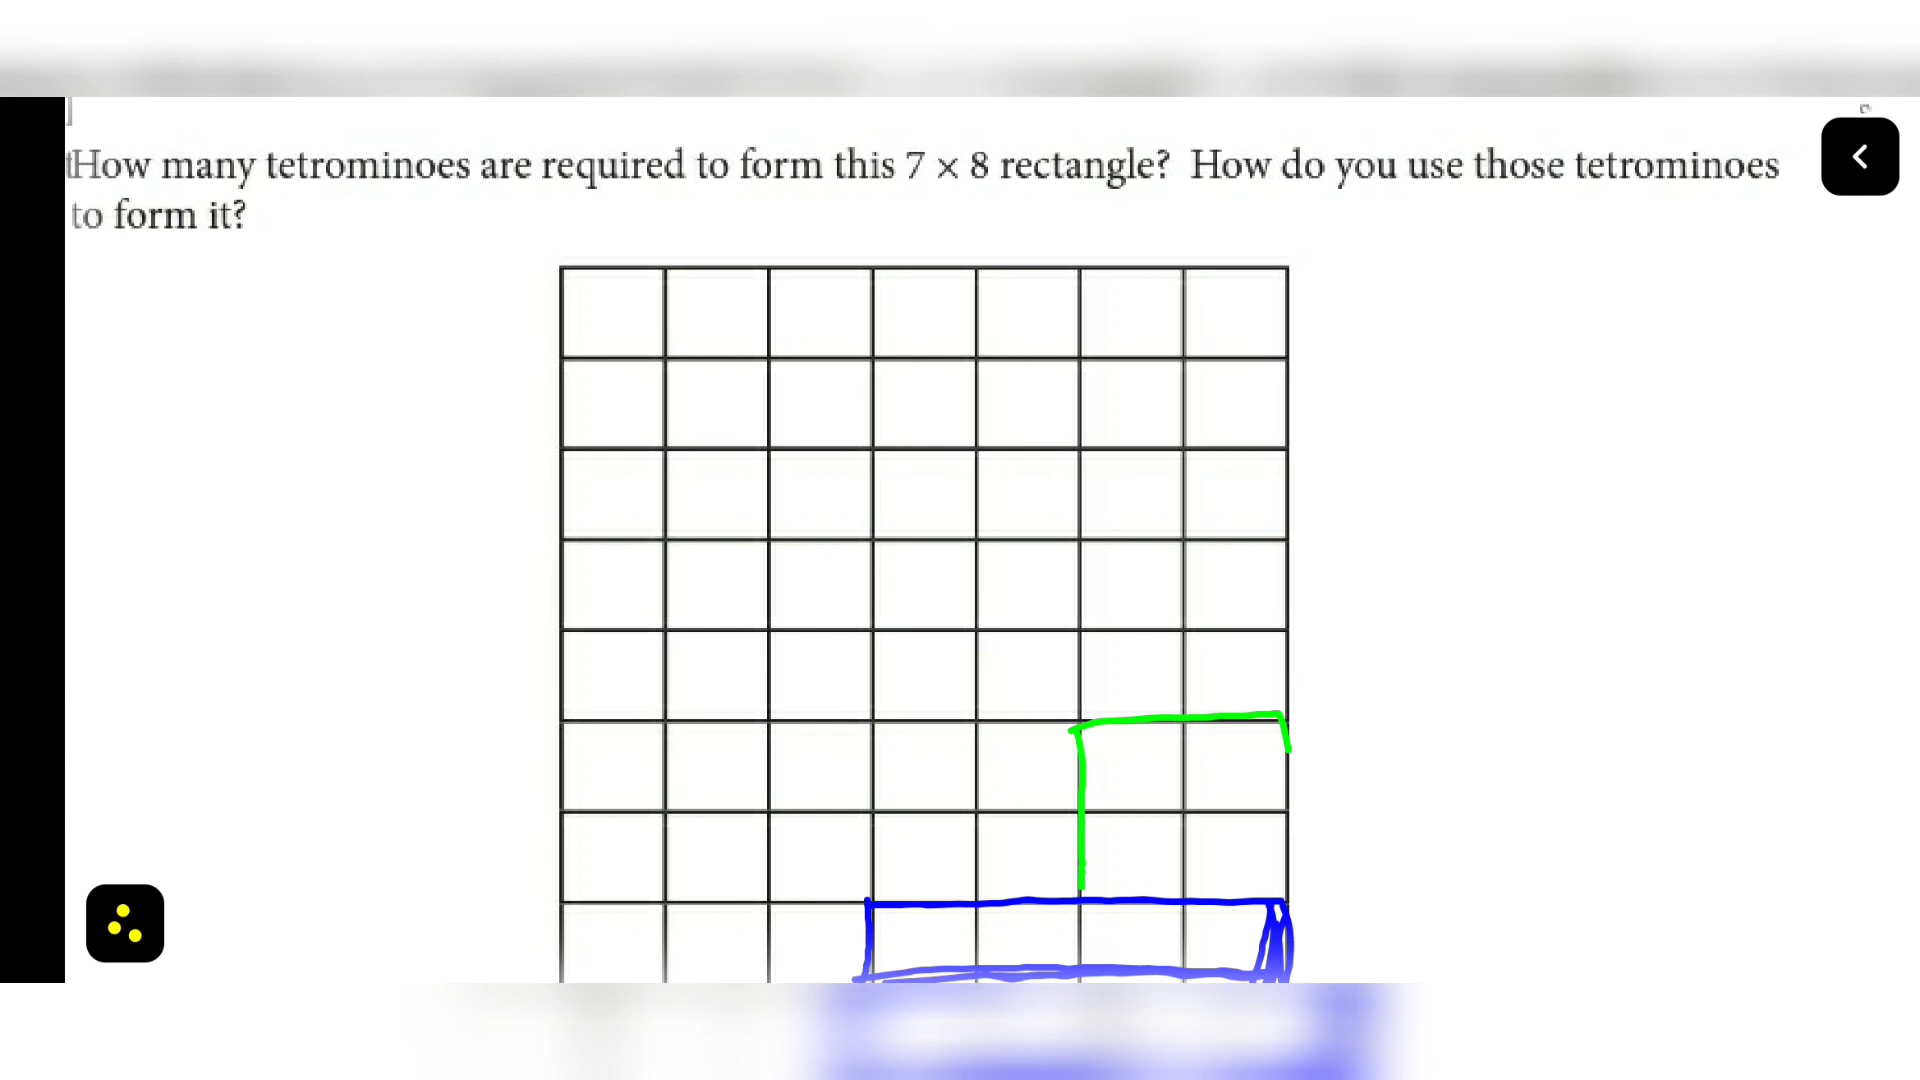 How many tetrominoes are required to form this 7 × 8 rectangle? How do you use those tetrominoes
to form it?